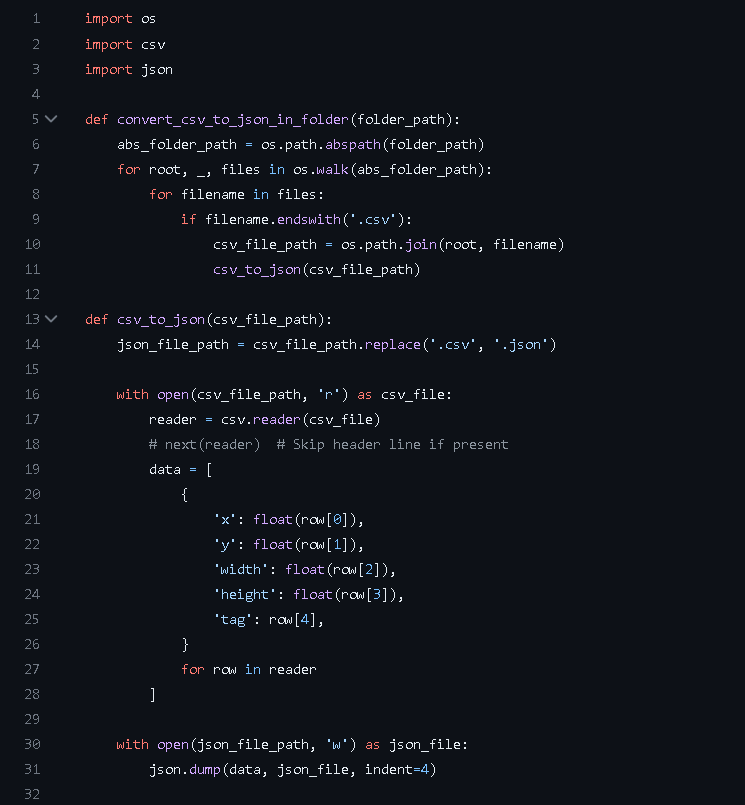 1 import os
2 import csv
3 import json
4
5 def convert_csv_to_json_in_folder(folder_path):
6     abs_folder_path = os.path.abspath(folder_path)
7     for root, _, files in os.walk(abs_folder_path):
8         for filename in files:
9             if filename.endswith('.csv'):
10                 csv_file_path = os.path.join(root, filename)
11                 csv_to_json(csv_file_path)
12
13 def csv_to_json(csv_file_path):
14     json_file_path = csv_file_path.replace('.csv', '.json')
15
16     with open(csv_file_path, 'r') as csv_file:
17         reader = csv.reader(csv_file)
18         # next(reader)  # Skip header line if present
19         data = [
20             {
21                 'x': float(row[0]),
22                 'y': float(row[1]),
23                 'width': float(row[2]),
24                 'height': float(row[3]),
25                 'tag': row[4],
26             }
27             for row in reader
28         ]
29
30     with open(json_file_path, 'w') as json_file:
31         json.dump(data, json_file, indent=4)
32